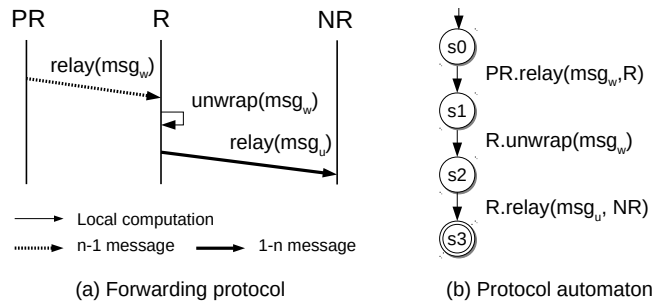 PR R NR
relay(msg_w)
unwrap(msg_w)
relay(msg_u)
Local computation
n-1 message 1-n message
(a) Forwarding protocol
s0
PR.relay(msg_w,R)
s1
R.unwrap(msg_w)
s2
R.relay(msg_u, NR)
s3
(b) Protocol automaton